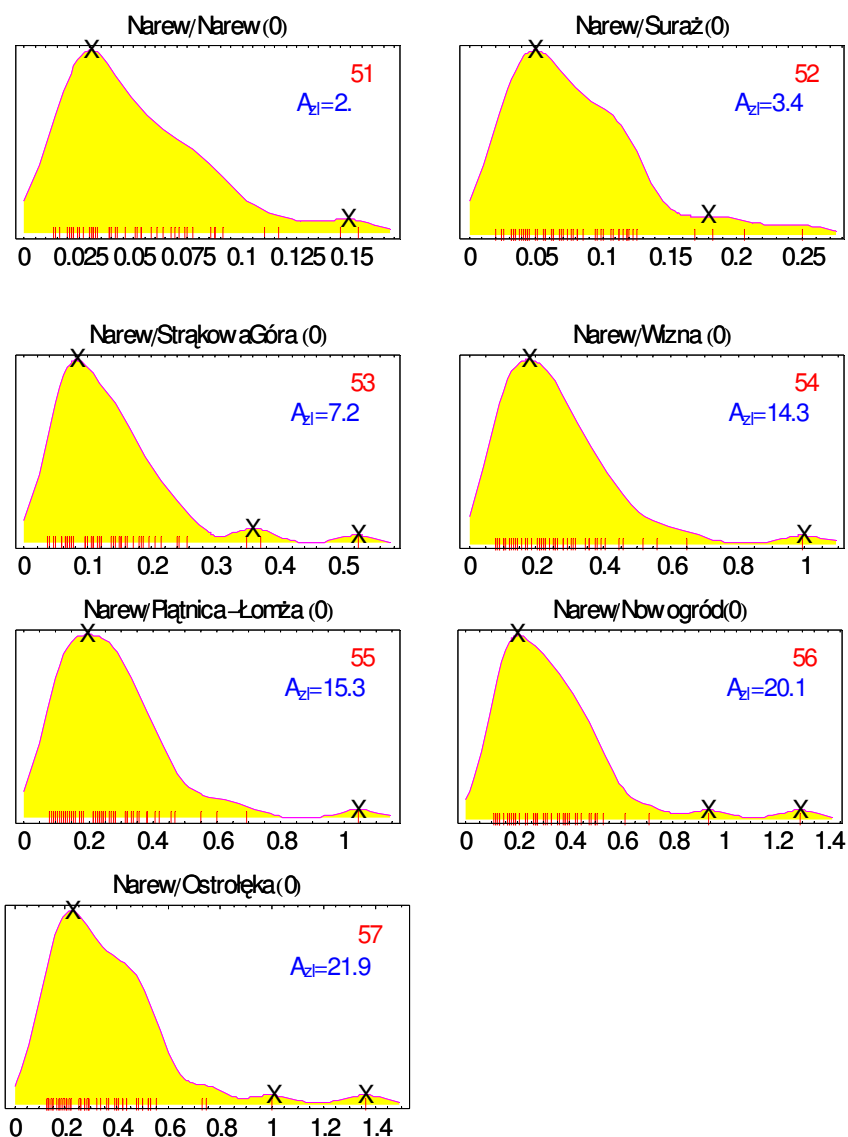 Narew/Narew(0)
51
Azl=2.
0 0.025 0.05 0.075 0.1 0.125 0.15
Narew/Suraż(0)
52
Azl=3.4
0 0.05 0.1 0.15 0.2 0.25
Narew/StrąkowaGóra (0)
53
Azl=7.2
0 0.1 0.2 0.3 0.4 0.5
Narew/Wizna (0)
54
Azl=14.3
0 0.2 0.4 0.6 0.8 1
Narew/Piątnica–Łomża (0)
55
Azl=15.3
0 0.2 0.4 0.6 0.8 1
Narew/Nowogród(0)
56
Azl=20.1
0 0.2 0.4 0.6 0.8 1 1.2 1.4
Narew/Ostrołęka(0)
57
Azl=21.9
0 0.2 0.4 0.6 0.8 1 1.2 1.4